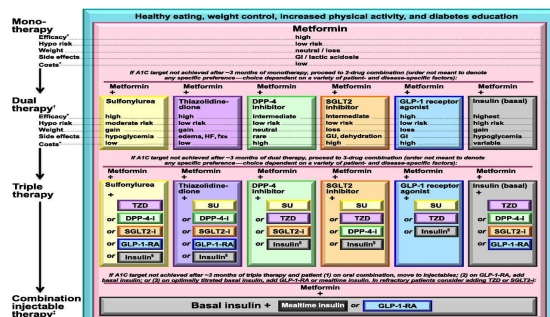 Healthy eating, weight control, increased physical activity, and diabetes education
Mono-
therapy
Metformin
Efficacy* high
Hypo risk low risk
Weight neutral / loss
Side effects GI / lactic acidosis
Costs* low
If A1C target not achieved after ~3 months of monotherapy, proceed to 2-drug combination (order not meant to denote
any specific preference—choice dependent on a variety of patient- and disease-specific factors):
Metformin + Metformin + Metformin + Metformin + Metformin + Metformin +
Dual therapy†
Sulfonylurea Thiazolidine-dione DPP-4 inhibitor SGLT2 inhibitor GLP-1 receptor agonist Insulin (basal)
Efficacy* high high intermediate intermediate high highest
Hypo risk moderate risk low risk low risk low risk low risk high risk
Weight gain gain neutral loss loss gain
Side effects hypoglycemia edema, HF, fxs rare GI, dehydration GI hypoglycemia
Costs* low low high high high variable
If A1C target not achieved after ~3 months of dual therapy, proceed to 3-drug combination (order not meant to denote
any specific preference—choice dependent on a variety of patient- and disease-specific factors):
Metformin + Metformin + Metformin + Metformin + Metformin + Metformin +
Triple
therapy
Sulfonylurea + Thiazolidine-dione + DPP-4 inhibitor + SGLT2 inhibitor + GLP-1 receptor agonist + Insulin (basal) +
TZD SU SU SU SU TZD
or DPP-4-i or DPP-4-i or TZD or TZD or TZD or DPP-4-i
or SGLT2-i or SGLT2-i or SGLT2-i or DPP-4-i or Insulin§ or SGLT2-i
or GLP-1-RA or GLP-1-RA or Insulin§ or Insulin§ or GLP-1-RA
or Insulin§ or Insulin§
If A1C target not achieved after ~3 months of triple therapy and patient (1) on oral combination, move to injectables; (2) on GLP-1-RA, add
basal insulin; or (3) on optimally titrated basal insulin, add GLP-1-RA or mealtime insulin. In refractory patients consider adding TZD or SGLT2-i:
Metformin
+
Combination
injectable
therapy‡
Basal insulin + Mealtime insulin or GLP-1-RA